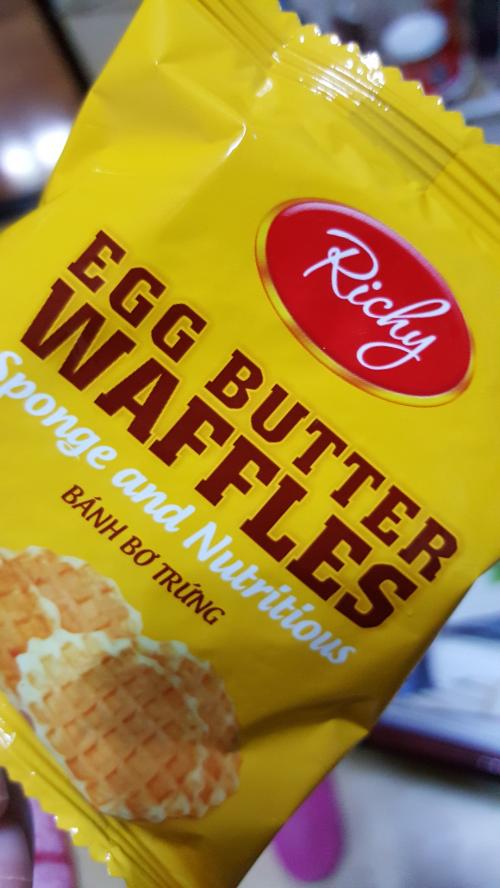 Richy
EGG BUTTER
WAFFLES
Sponge and Nutritious
BÁNH BƠ TRỨNG